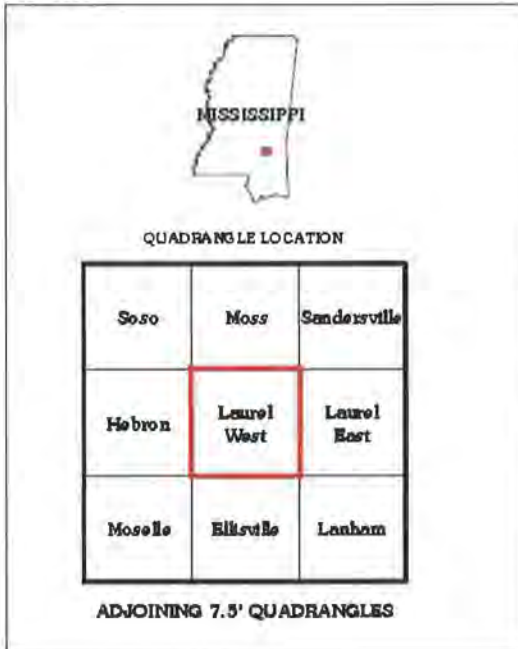 MISSISSIPPI
QUADRANGLE LOCATION
Soso Moss Sandersville
Hebron Laurel West Laurel East
Moselle Ellisville Lanham
ADJOINING 7.5' QUADRANGLES